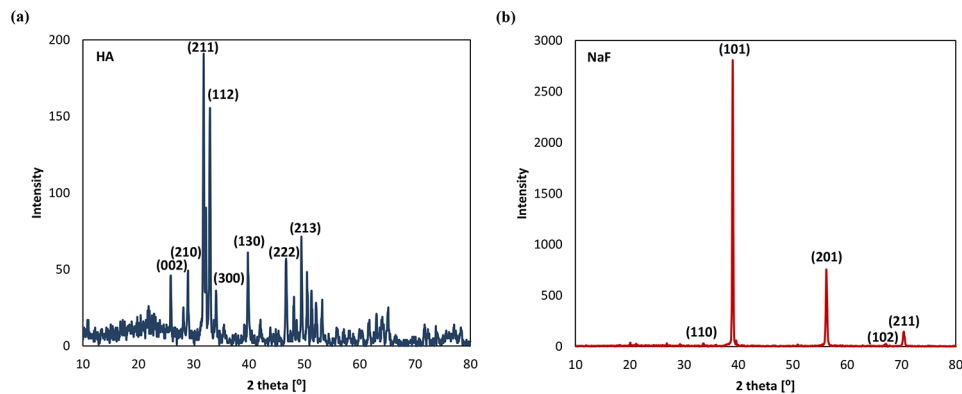 (a)
200
150
100
50
0
Intensity
HA
(211)
(112)
(002)
(210)
(300)
(130)
(222)
(213)
10 20 30 40 50 60 70 80
2 theta [⁰]
(b)
3000
2500
2000
1500
1000
500
0
Intensity
NaF
(101)
(110)
(201)
(102)
(211)
10 20 30 40 50 60 70 80
2 theta [⁰]